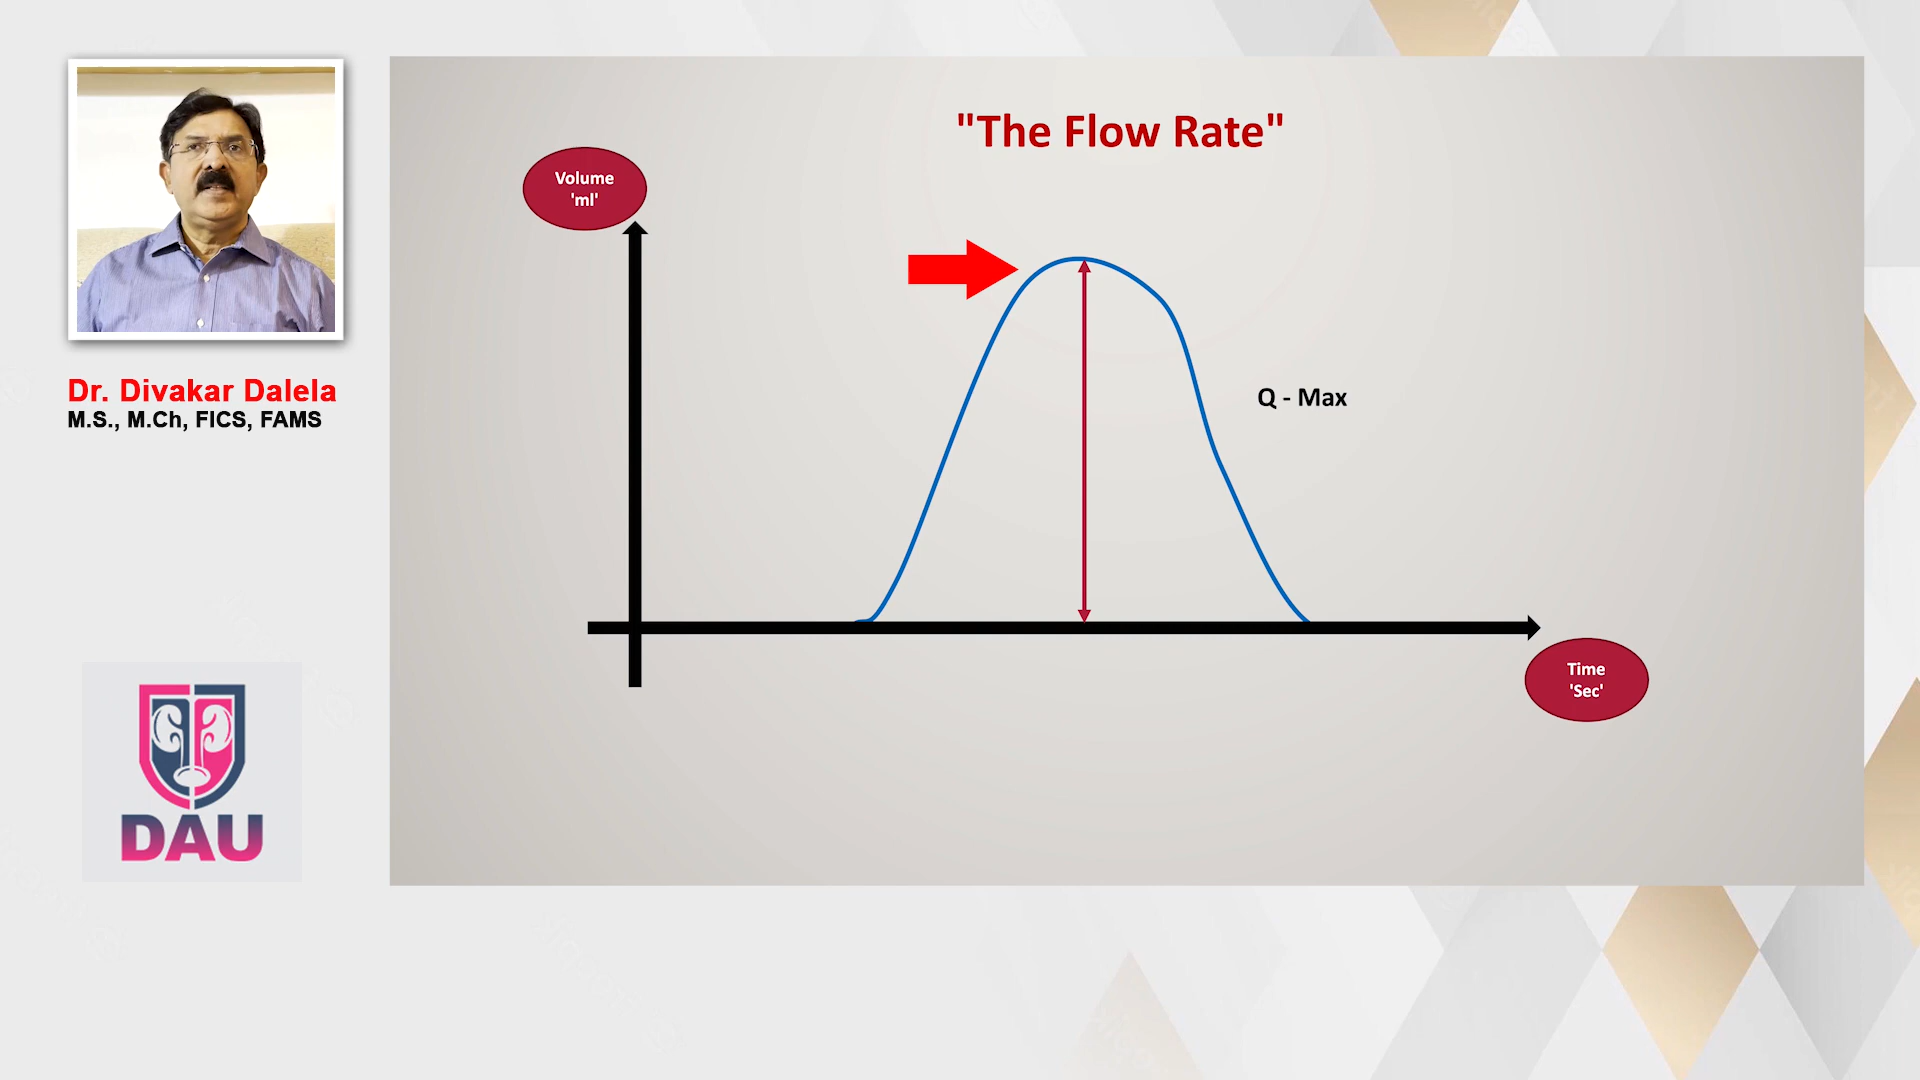 "The Flow Rate"
Volume
'ml'
Q - Max
Time
'Sec'
Dr. Divakar Dalela
M.S., M.Ch, FICS, FAMS
DAU